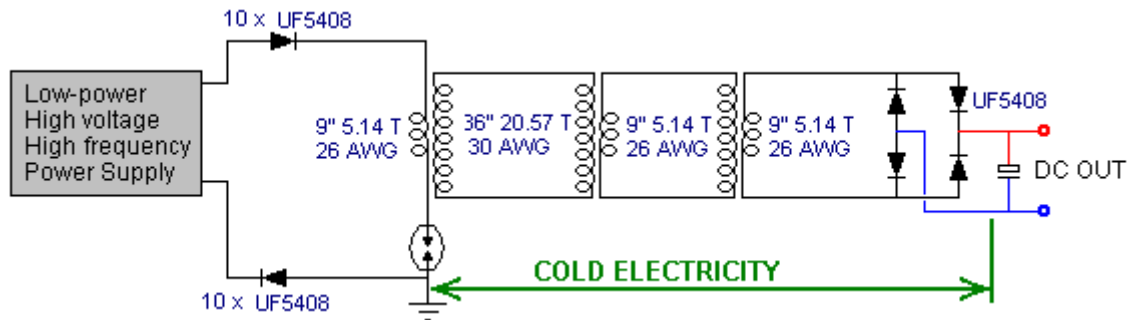 10 x UF5408
Low-power
High voltage
High frequency
Power Supply
9" 5.14 T
26 AWG
36" 20.57 T
30 AWG
9" 5.14 T
26 AWG
9" 5.14 T
26 AWG
UF5408
DC OUT
COLD ELECTRICITY
10 x UF5408